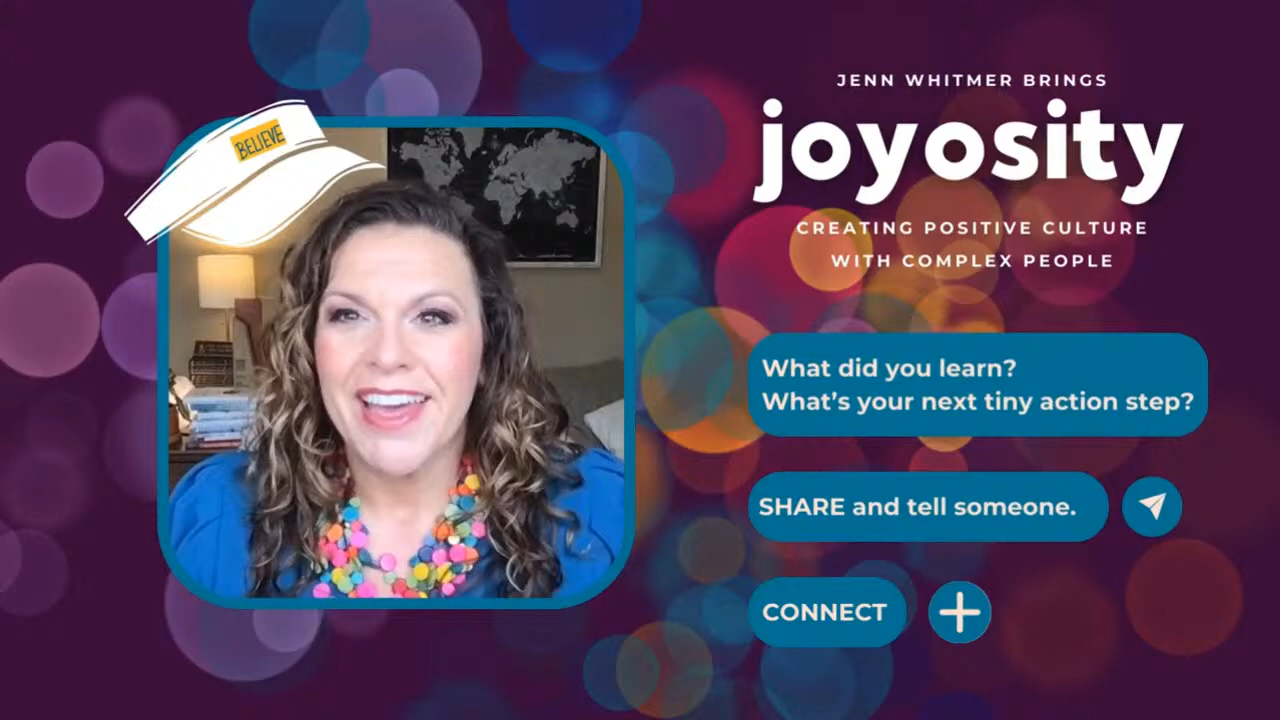 BELIEVE
JENN WHITMER BRINGS
joyosity
CREATING POSITIVE CULTURE
WITH COMPLEX PEOPLE
What did you learn?
What's your next tiny action step?
SHARE and tell someone.
CONNECT